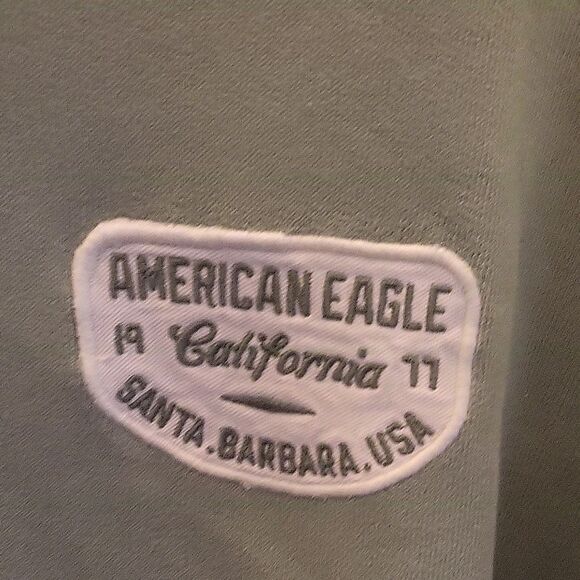 AMERICAN EAGLE
19 California 77
SANTA.BARBARA.USA